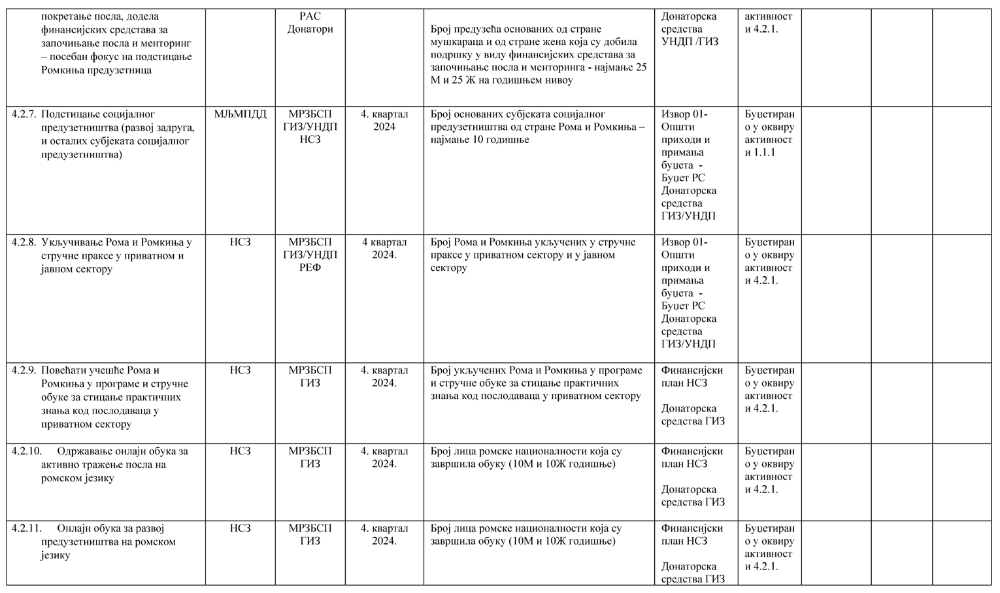 покретање посла, додела
финансијских средстава за
започињање посла и менторинг
– посебан фокус на подстицање
Ромкиња предузетница
РАС
Донатори
Број предузећа основаних од стране
мушкараца и од стране жена која су добила
подршку у виду финансијских средстава за
започињање посла и менторинга - најмање 25
М и 25 Ж на годишњем нивоу
Донаторска
средства
УНДП /ГИЗ
активност
и 4.2.1.
4.2.7. Подстицање социјалног
предузетништва (развој задруга,
и осталих субјеката социјалног
предузетништва)
МЉМПДД
МРЗБСП
ГИЗ/УНДП
НСЗ
4. квартал
2024
Број основаних субјеката социјалног
предузетништва од стране Рома и Ромкиња –
најмање 10 годишње
Извор 01-
Општи
приходи и
примања
буџета -
Буџет РС
Донаторска
средства
ГИЗ/УНДП
Буџетиран
о у оквиру
активност
и 1.1.1
4.2.8. Укључивање Рома и Ромкиња у
стручне праксе у приватном и
јавном сектору
НСЗ
МРЗБСП
ГИЗ/УНДП
РЕФ
4 квартал
2024.
Број Рома и Ромкиња укључених у стручне
праксе у приватном сектору и у јавном
сектору
Извор 01-
Општи
приходи и
примања
буџета -
Буџет РС
Донаторска
средства
ГИЗ/УНДП
Буџетиран
о у оквиру
активност
и 4.2.1.
4.2.9. Повећати учешће Рома и
Ромкиња у програме и стручне
обуке за стицање практичних
знања код послодаваца у
приватном сектору
НСЗ
МРЗБСП
ГИЗ
4. квартал
2024.
Број укључених Рома и Ромкиња у програме
и стручне обуке за стицање практичних
знања код послодаваца у приватном сектору
Финансијски
план НСЗ
Донаторска
средства ГИЗ
Буџетиран
о у оквиру
активност
и 4.2.1.
4.2.10. Одржавање онлајн обука за
активно тражење посла на
ромском језику
НСЗ
МРЗБСП
ГИЗ
4. квартал
2024.
Број лица ромске националности која су
завршила обуку (10М и 10Ж годишње)
Финансијски
план НСЗ
Донаторска
средства ГИЗ
Буџетиран
о у оквиру
активност
и 4.2.1.
4.2.11. Онлајн обука за развој
предузетништва на ромском
језику
НСЗ
МРЗБСП
ГИЗ
4. квартал
2024.
Број лица ромске националности која су
завршила обуку (10М и 10Ж годишње)
Финансијски
план НСЗ
Донаторска
средства ГИЗ
Буџетиран
о у оквиру
активност
и 4.2.1.